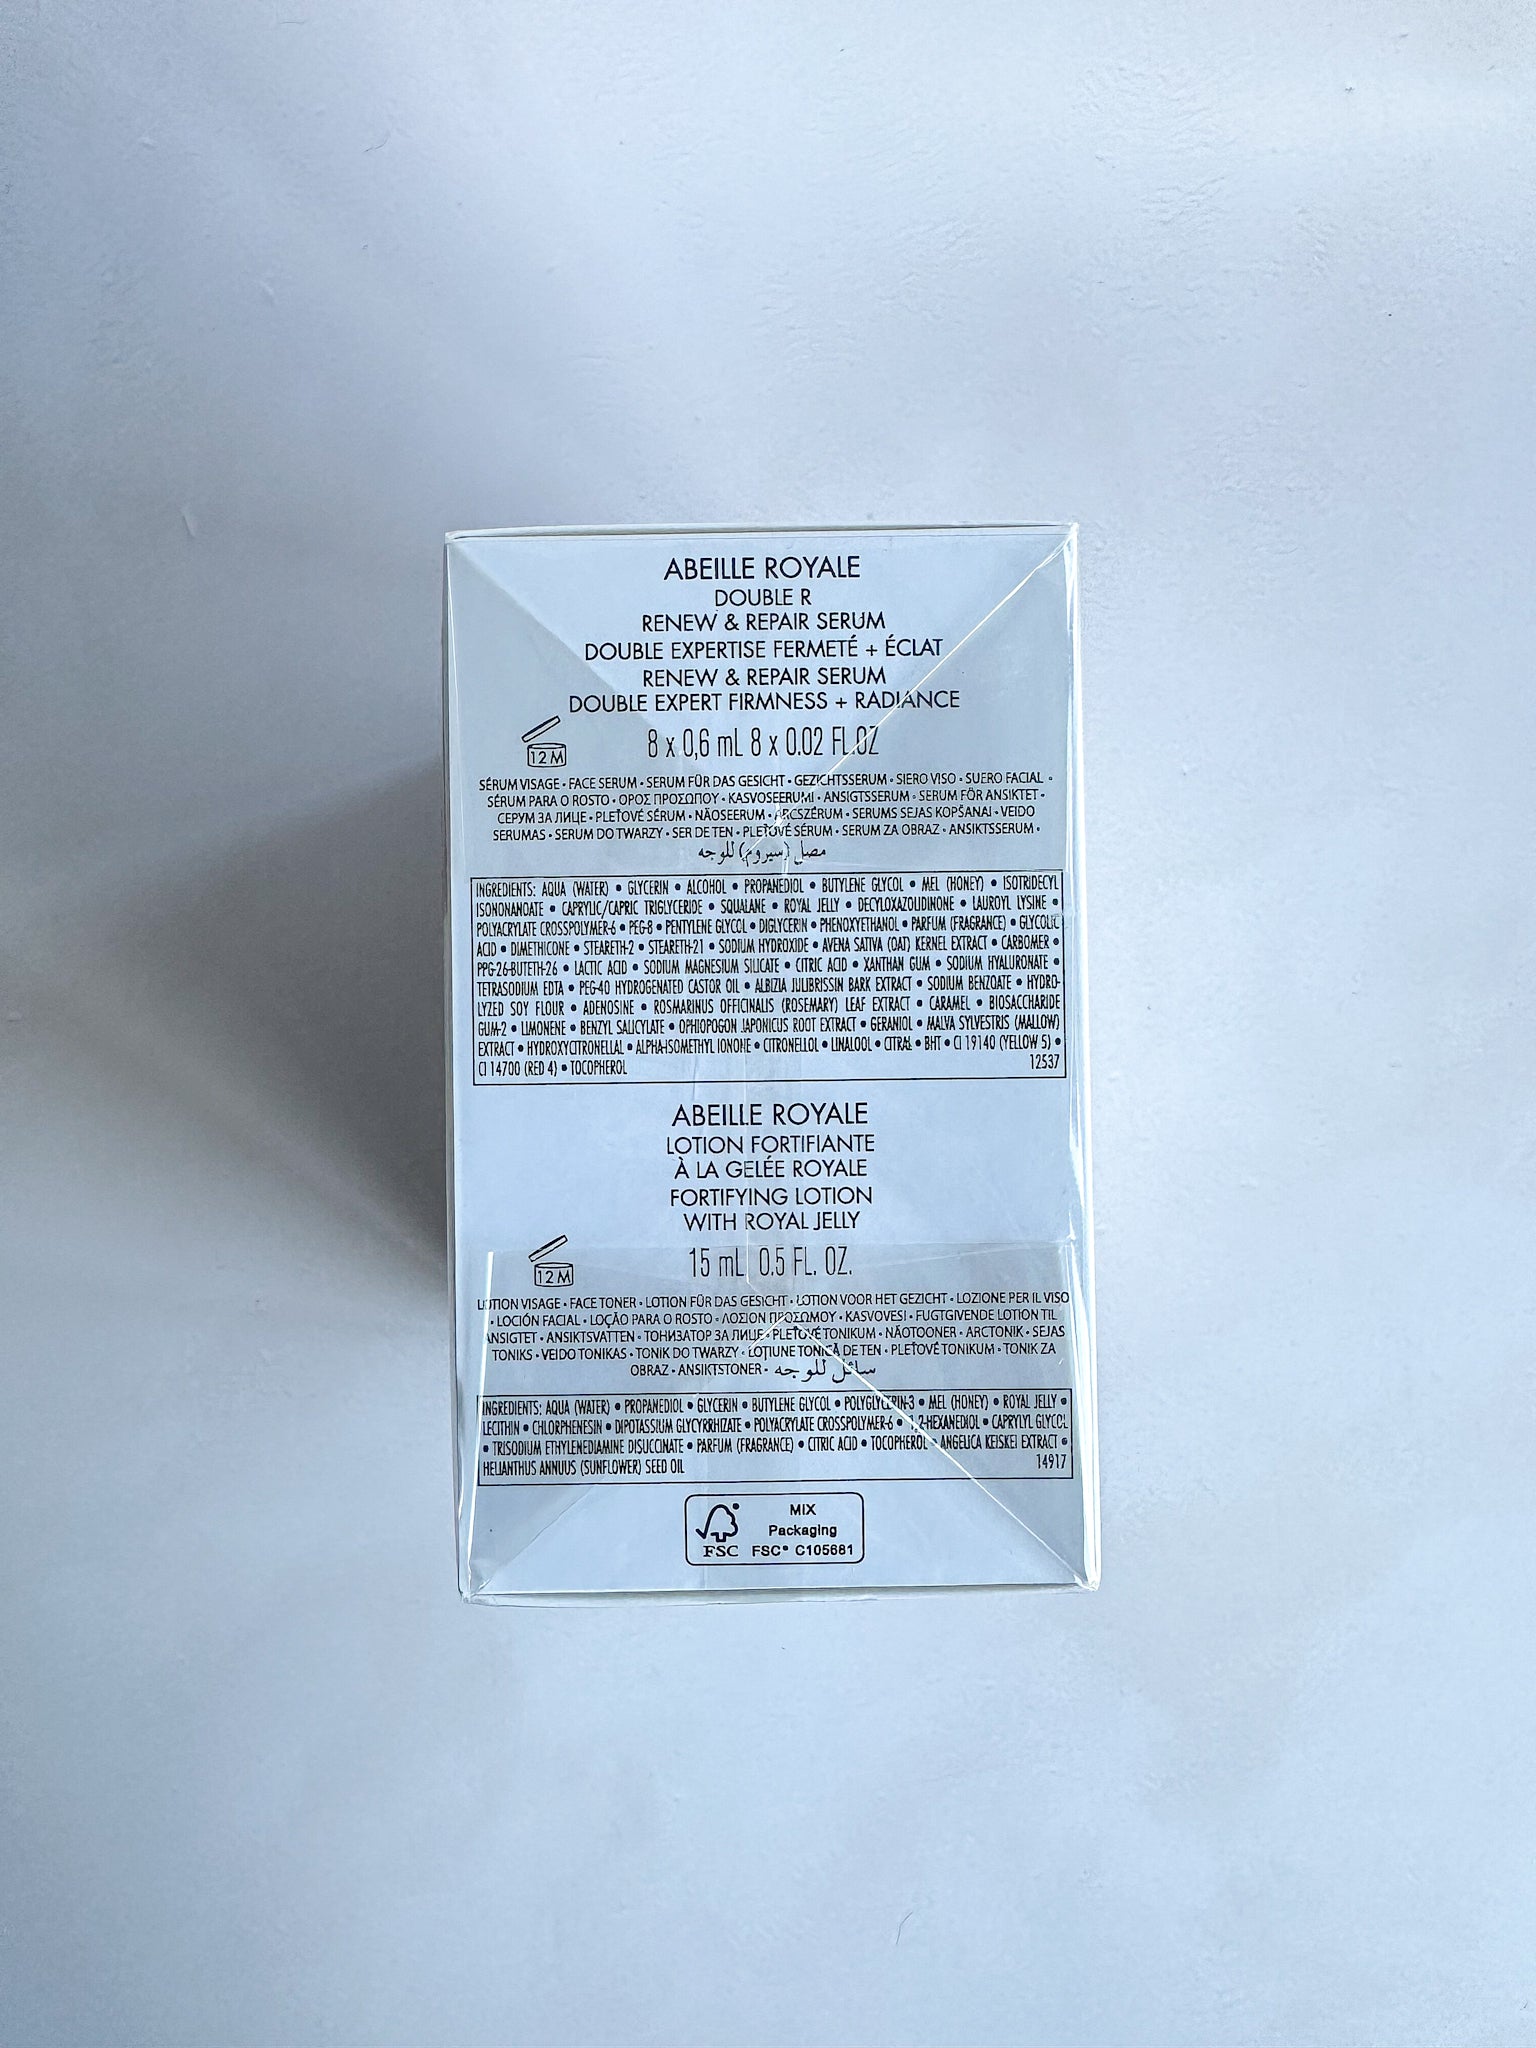 ABEILLE ROYALE
DOUBLE R
RENEW & REPAIR SERUM
DOUBLE EXPERTISE FERMETÉ + ÉCLAT
RENEW & REPAIR SERUM
DOUBLE EXPERT FIRMNESS + RADIANCE
12 M
8 x 0,6 mL 8 x 0.02 FL.OZ
SÉRUM VISAGE • FACE SERUM • SERUM FÜR DAS GESICHT • GEZICHTSSERUM • SIERO VISO • SUERO FACIAL •
SÉRUM PARA O ROSTO • ΟΡΟΣ ΠΡΟΣΩΠΟΥ • KASVOSEERUMI • ANSIGTSSERUM • SERUM FÖR ANSIKTET •
СЕРУМ ЗА ЛИЦЕ • PLEŤOVÉ SÉRUM • NÄOSEERUM • ARCSZÉRUM • SERUMS SEJAS KOPŠANAI • VEIDO
SERUMAS • SERUM DO TWARZY • SER DE TEN • PLEŤOVÉ SÉRUM • SERUM ZA OBRAZ • ANSIKTSSERUM •
مصل (سيروم) للوجه
INGREDIENTS: AQUA (WATER) • GLYCERIN • ALCOHOL • PROPANEDIOL • BUTYLENE GLYCOL • MEL (HONEY) • ISOTRIDECYL
ISONONANOATE • CAPRYLIC/CAPRIC TRIGLYCERIDE • SQUALANE • ROYAL JELLY • DECYLOXAZOLIDINONE • LAUROYL LYSINE •
POLYACRYLATE CROSSPOLYMER-6 • PEG-8 • PENTYLENE GLYCOL • DIGLYCERIN • PHENOXYETHANOL • PARFUM (FRAGRANCE) • GLYCOLIC
ACID • DIMETHICONE • STEARETH-2 • STEARETH-21 • SODIUM HYDROXIDE • AVENA SATIVA (OAT) KERNEL EXTRACT • CARBOMER •
PPG-26-BUTETH-26 • LACTIC ACID • SODIUM MAGNESIUM SILICATE • CITRIC ACID • XANTHAN GUM • SODIUM HYALURONATE •
TETRASODIUM EDTA • PEG-40 HYDROGENATED CASTOR OIL • ALBIZIA JULIBRISSIN BARK EXTRACT • SODIUM BENZOATE • HYDRO-
LYZED SOY FLOUR • ADENOSINE • ROSMARINUS OFFICINALIS (ROSEMARY) LEAF EXTRACT • CARAMEL • BIOSACCHARIDE
GUM-2 • LIMONENE • BENZYL SALICYLATE • OPHIOPOGON JAPONICUS ROOT EXTRACT • GERANIOL • MALVA SYLVESTRIS (MALLOW)
EXTRACT • HYDROXYCITRONELLAL • ALPHA-ISOMETHYL IONONE • CITRONELLOL • LINALOOL • CITRAL • BHT • CI 19140 (YELLOW 5) •
CI 14700 (RED 4) • TOCOPHEROL 12537
ABEILLE ROYALE
LOTION FORTIFIANTE
À LA GELÉE ROYALE
FORTIFYING LOTION
WITH ROYAL JELLY
12 M
15 mL 0.5 FL. OZ.
LOTION VISAGE • FACE TONER • LOTION FÜR DAS GESICHT • LOTION VOOR HET GEZICHT • LOZIONE PER IL VISO
• LOCIÓN FACIAL • LOÇÃO PARA O ROSTO • ΛΟΣΙΟΝ ΠΡΟΣΩΜΟΥ • KASVOVESI • FUGTGIVENDE LOTION TIL
ANSIGTET • ANSIKTSVATTEN • ТОНИЗАТОР ЗА ЛИЦЕ • PLEŤOVÉ TONIKUM • NÄOTOONER • ARCTONIK • SEJAS
TONIKS • VEIDO TONIKAS • TONIK DO TWARZY • LOŢIUNE TONICĂ DE TEN • PLEŤOVÉ TONIKUM • TONIK ZA
OBRAZ • ANSIKTSTONER • سائل للوجه
INGREDIENTS: AQUA (WATER) • PROPANEDIOL • GLYCERIN • BUTYLENE GLYCOL • POLYGLYCERIN-3 • MEL (HONEY) • ROYAL JELLY •
LECITHIN • CHLORPHENESIN • DIPOTASSIUM GLYCYRRHIZATE • POLYACRYLATE CROSSPOLYMER-6 • 1,2-HEXANEDIOL • CAPRYLYL GLYCOL
• TRISODIUM ETHYLENEDIAMINE DISUCCINATE • PARFUM (FRAGRANCE) • CITRIC ACID • TOCOPHEROL • ANGELICA KEISKEI EXTRACT •
HELIANTHUS ANNUUS (SUNFLOWER) SEED OIL 14917
MIX
Packaging
FSC FSC® C105681